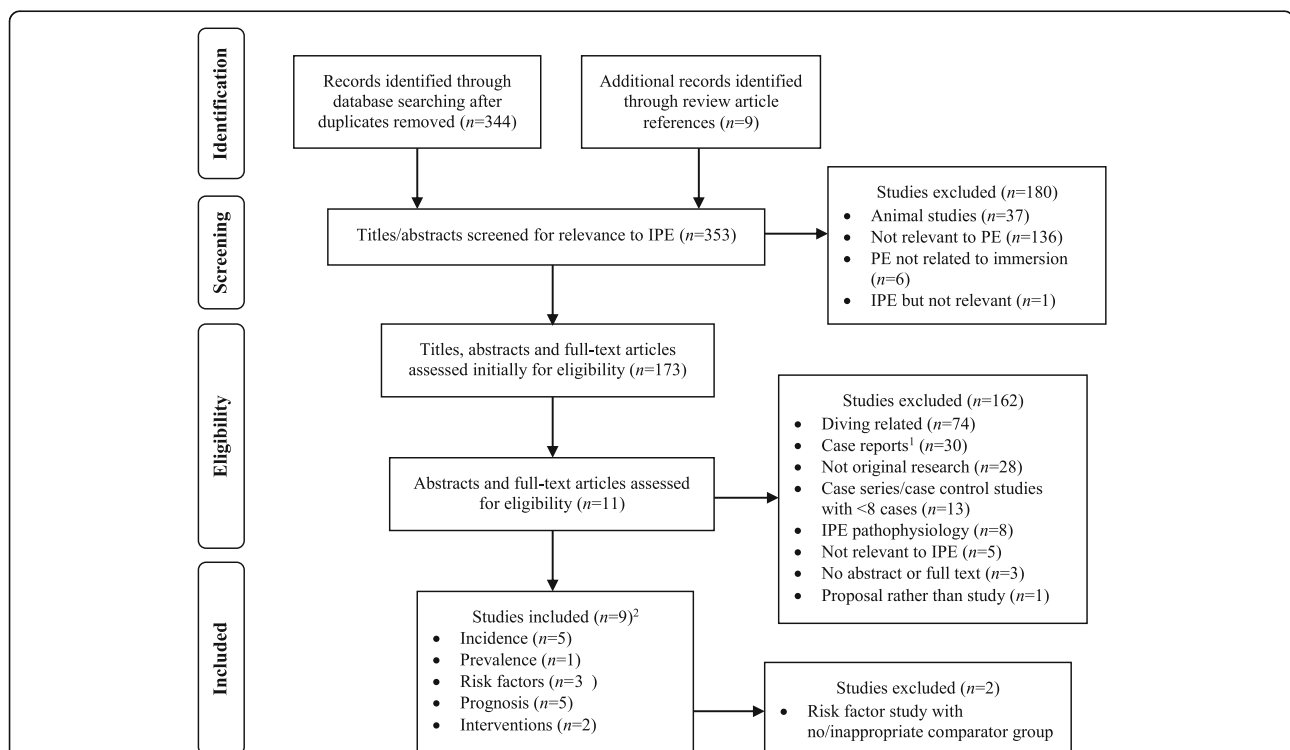 Identification
Records identified through
database searching after
duplicates removed (n=344)
Additional records identified
through review article
references (n=9)
Screening
Titles/abstracts screened for relevance to IPE (n=353)
Studies excluded (n=180)
• Animal studies (n=37)
• Not relevant to PE (n=136)
• PE not related to immersion
(n=6)
• IPE but not relevant (n=1)
Eligibility
Titles, abstracts and full-text articles
assessed initially for eligibility (n=173)
Studies excluded (n=162)
• Diving related (n=74)
• Case reports¹ (n=30)
• Not original research (n=28)
• Case series/case control studies
with <8 cases (n=13)
• IPE pathophysiology (n=8)
• Not relevant to IPE (n=5)
• No abstract or full text (n=3)
• Proposal rather than study (n=1)
Abstracts and full-text articles assessed
for eligibility (n=11)
Included
Studies included (n=9)²
• Incidence (n=5)
• Prevalence (n=1)
• Risk factors (n=3 )
• Prognosis (n=5)
• Interventions (n=2)
Studies excluded (n=2)
• Risk factor study with
no/inappropriate comparator group